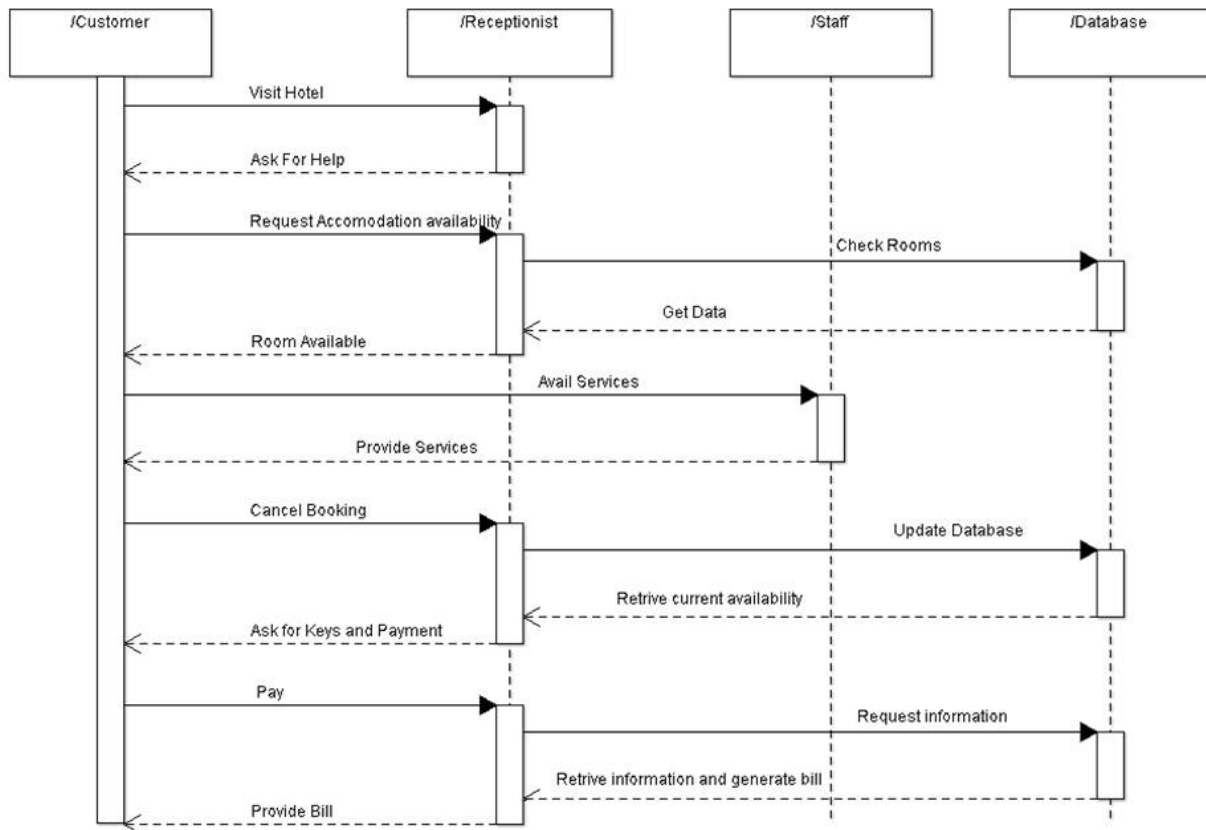 /Customer
/Receptionist
/Staff
/Database
Visit Hotel
Ask For Help
Request Accomodation availability
Check Rooms
Get Data
Room Available
Avail Services
Provide Services
Cancel Booking
Update Database
Retrive current availability
Ask for Keys and Payment
Pay
Request information
Retrive information and generate bill
Provide Bill